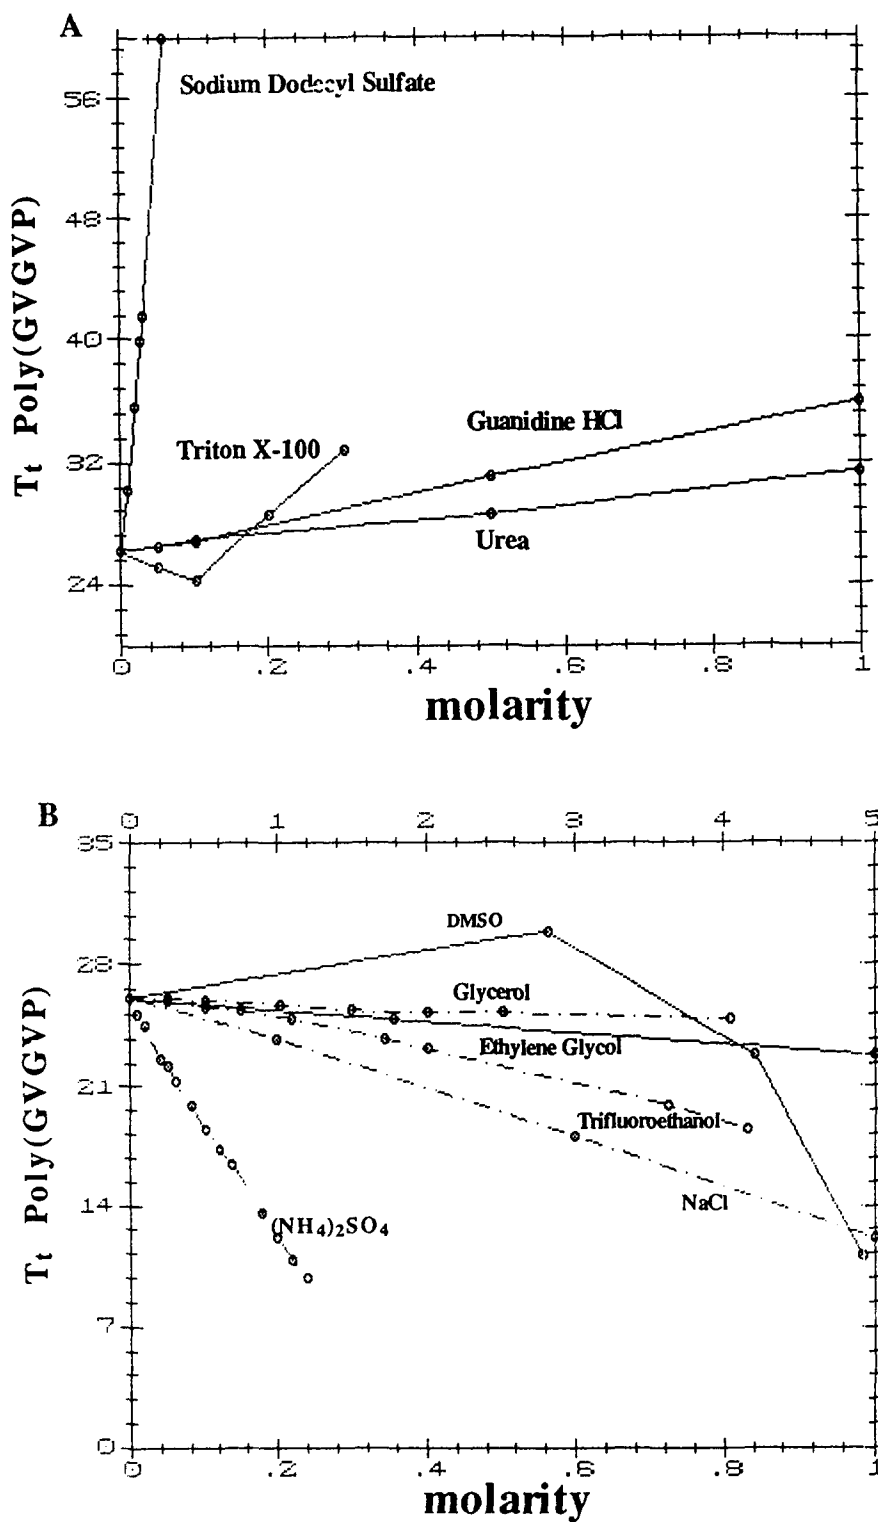 A
Sodium Dodecyl Sulfate
56
48
40
32
24
Tt Poly(GVGVP)
Guanidine HCl
Triton X-100
Urea
0 .2 .4 .6 .8 1
molarity
B
0 1 2 3 4 5
35
28
21
14
7
0
Tt Poly(GVGVP)
DMSO
Glycerol
Ethylene Glycol
Trifluoroethanol
NaCl
(NH4)2SO4
0 .2 .4 .6 .8 1
molarity